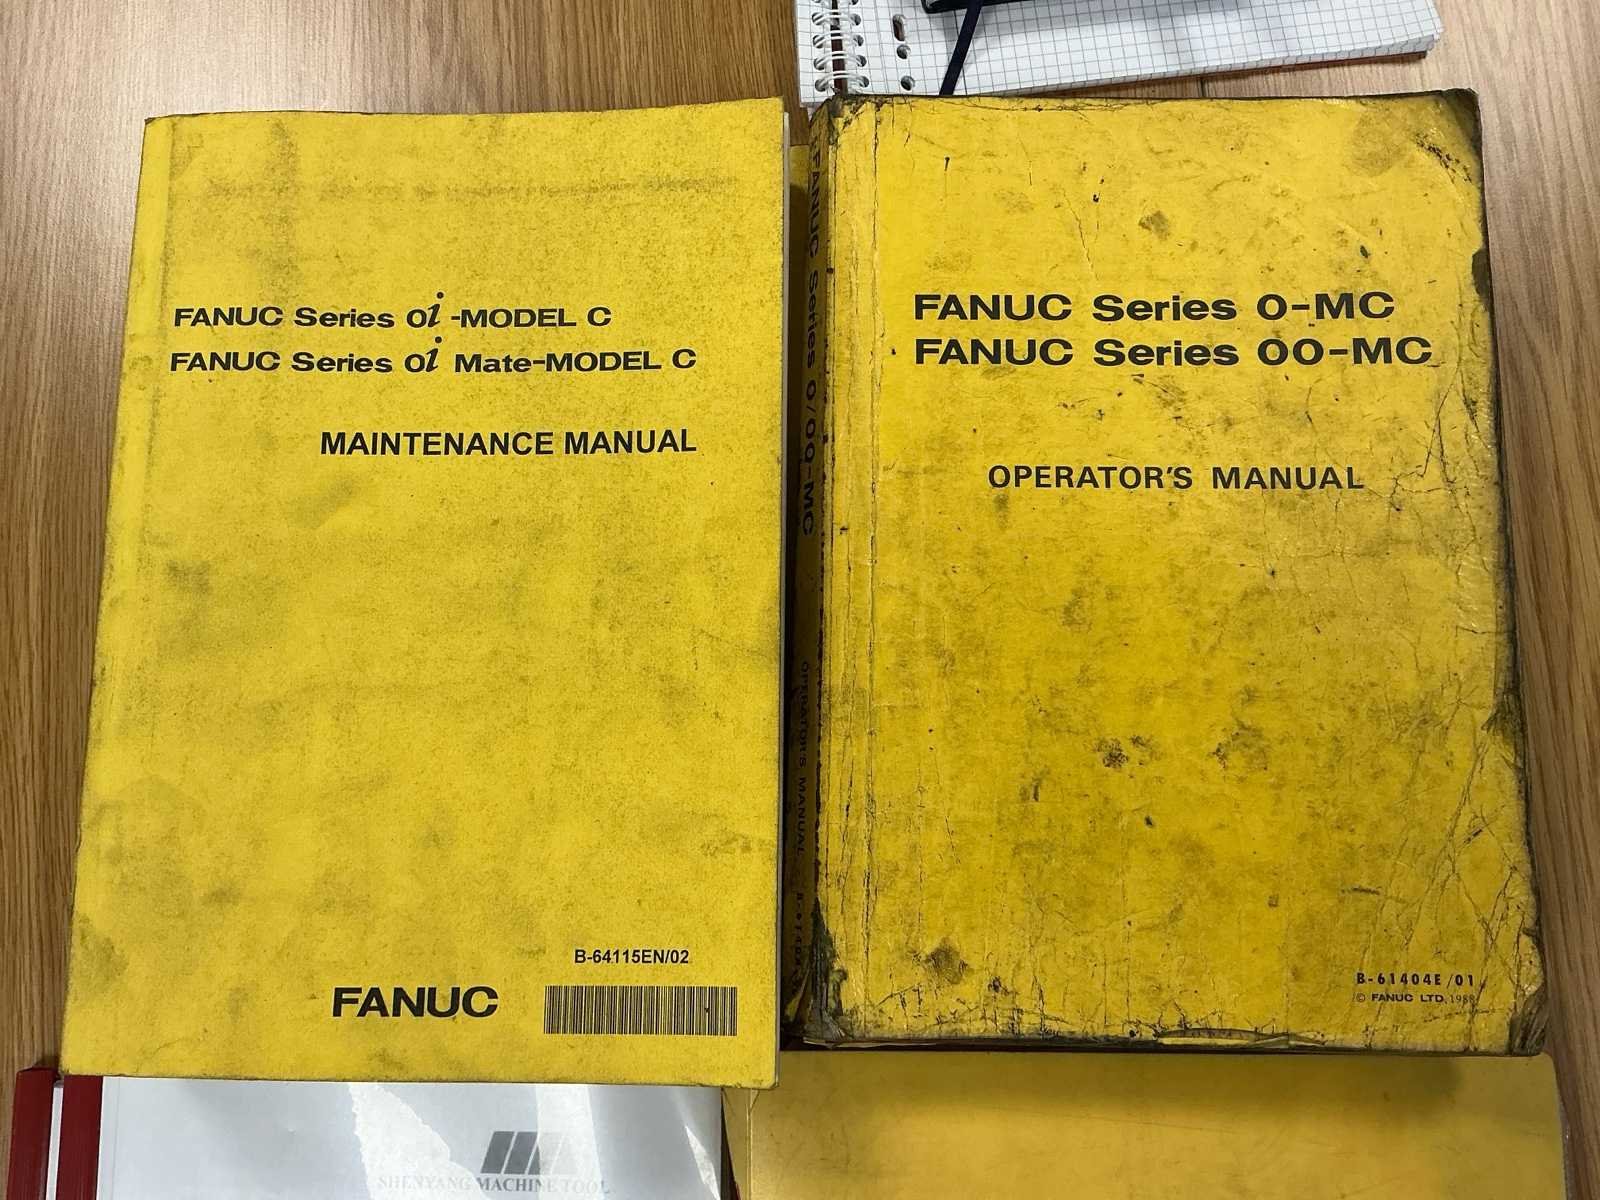 FANUC Series 0i -MODEL C
FANUC Series 0i Mate-MODEL C
MAINTENANCE MANUAL
B-64115EN/02
FANUC
FANUC Series 0/00-MC
OPERATOR'S MANUAL
FANUC Series 0-MC
FANUC Series 00-MC
OPERATOR'S MANUAL
B-61404E/01
© FANUC LTD, 1988
SHENYANG MACHINE TOOL